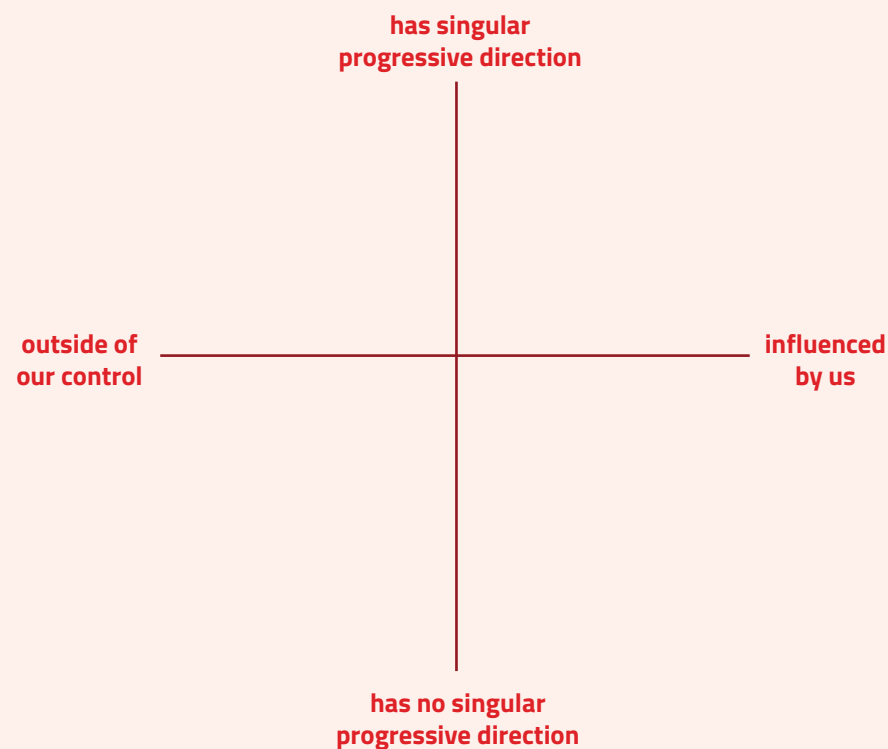 has singular
progressive direction
outside of
our control
influenced
by us
has no singular
progressive direction